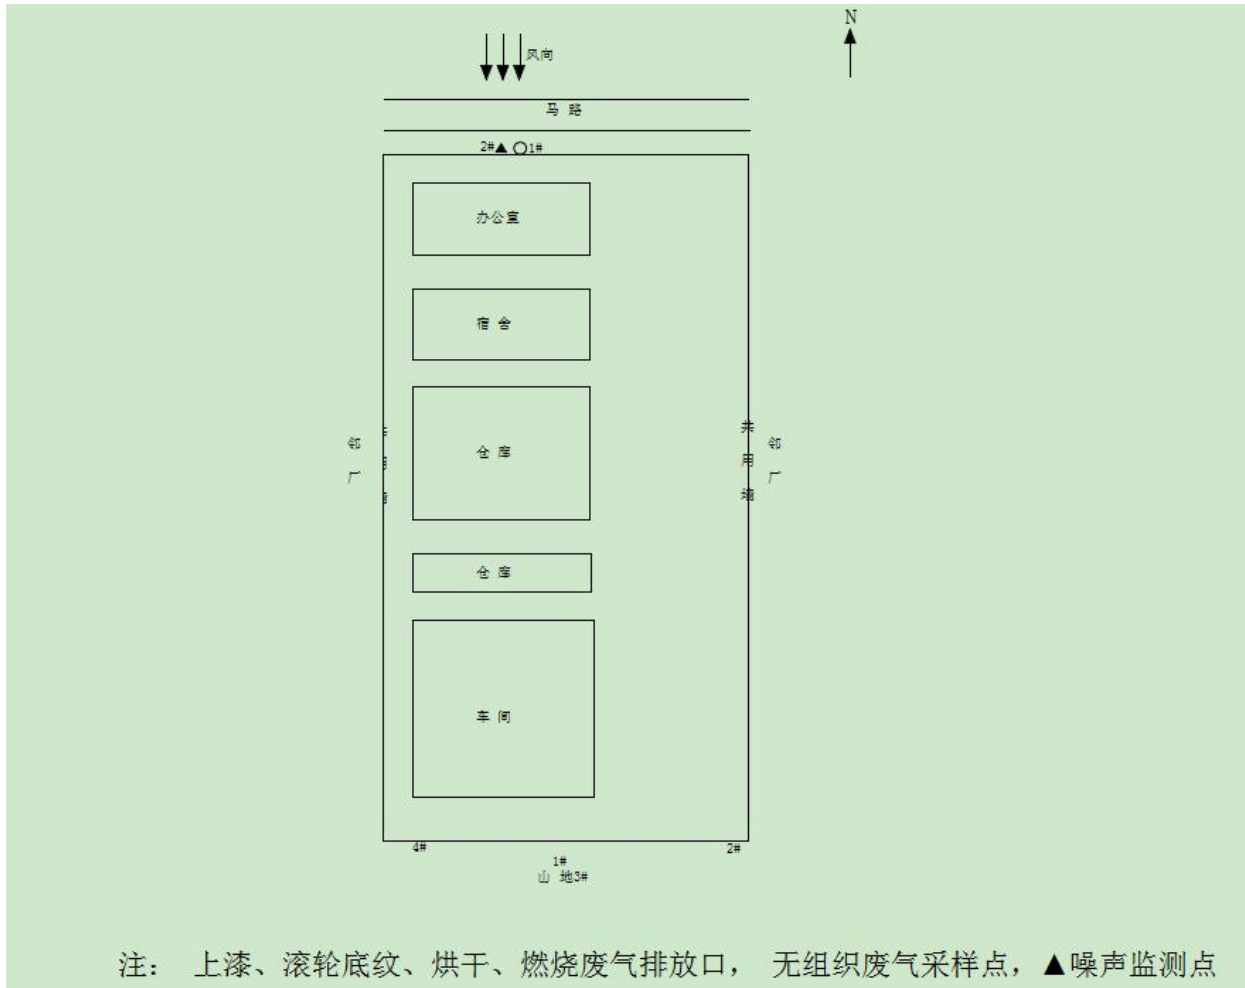 N
风向
马 路
2#▲ ○1#
办公室
宿 舍
邻
厂
仓 库
共
用
墙
邻
厂
仓 库
车 间
4#
2#
1#
山 地3#
注： 上漆、滚轮底纹、烘干、燃烧废气排放口， 无组织废气采样点，▲噪声监测点